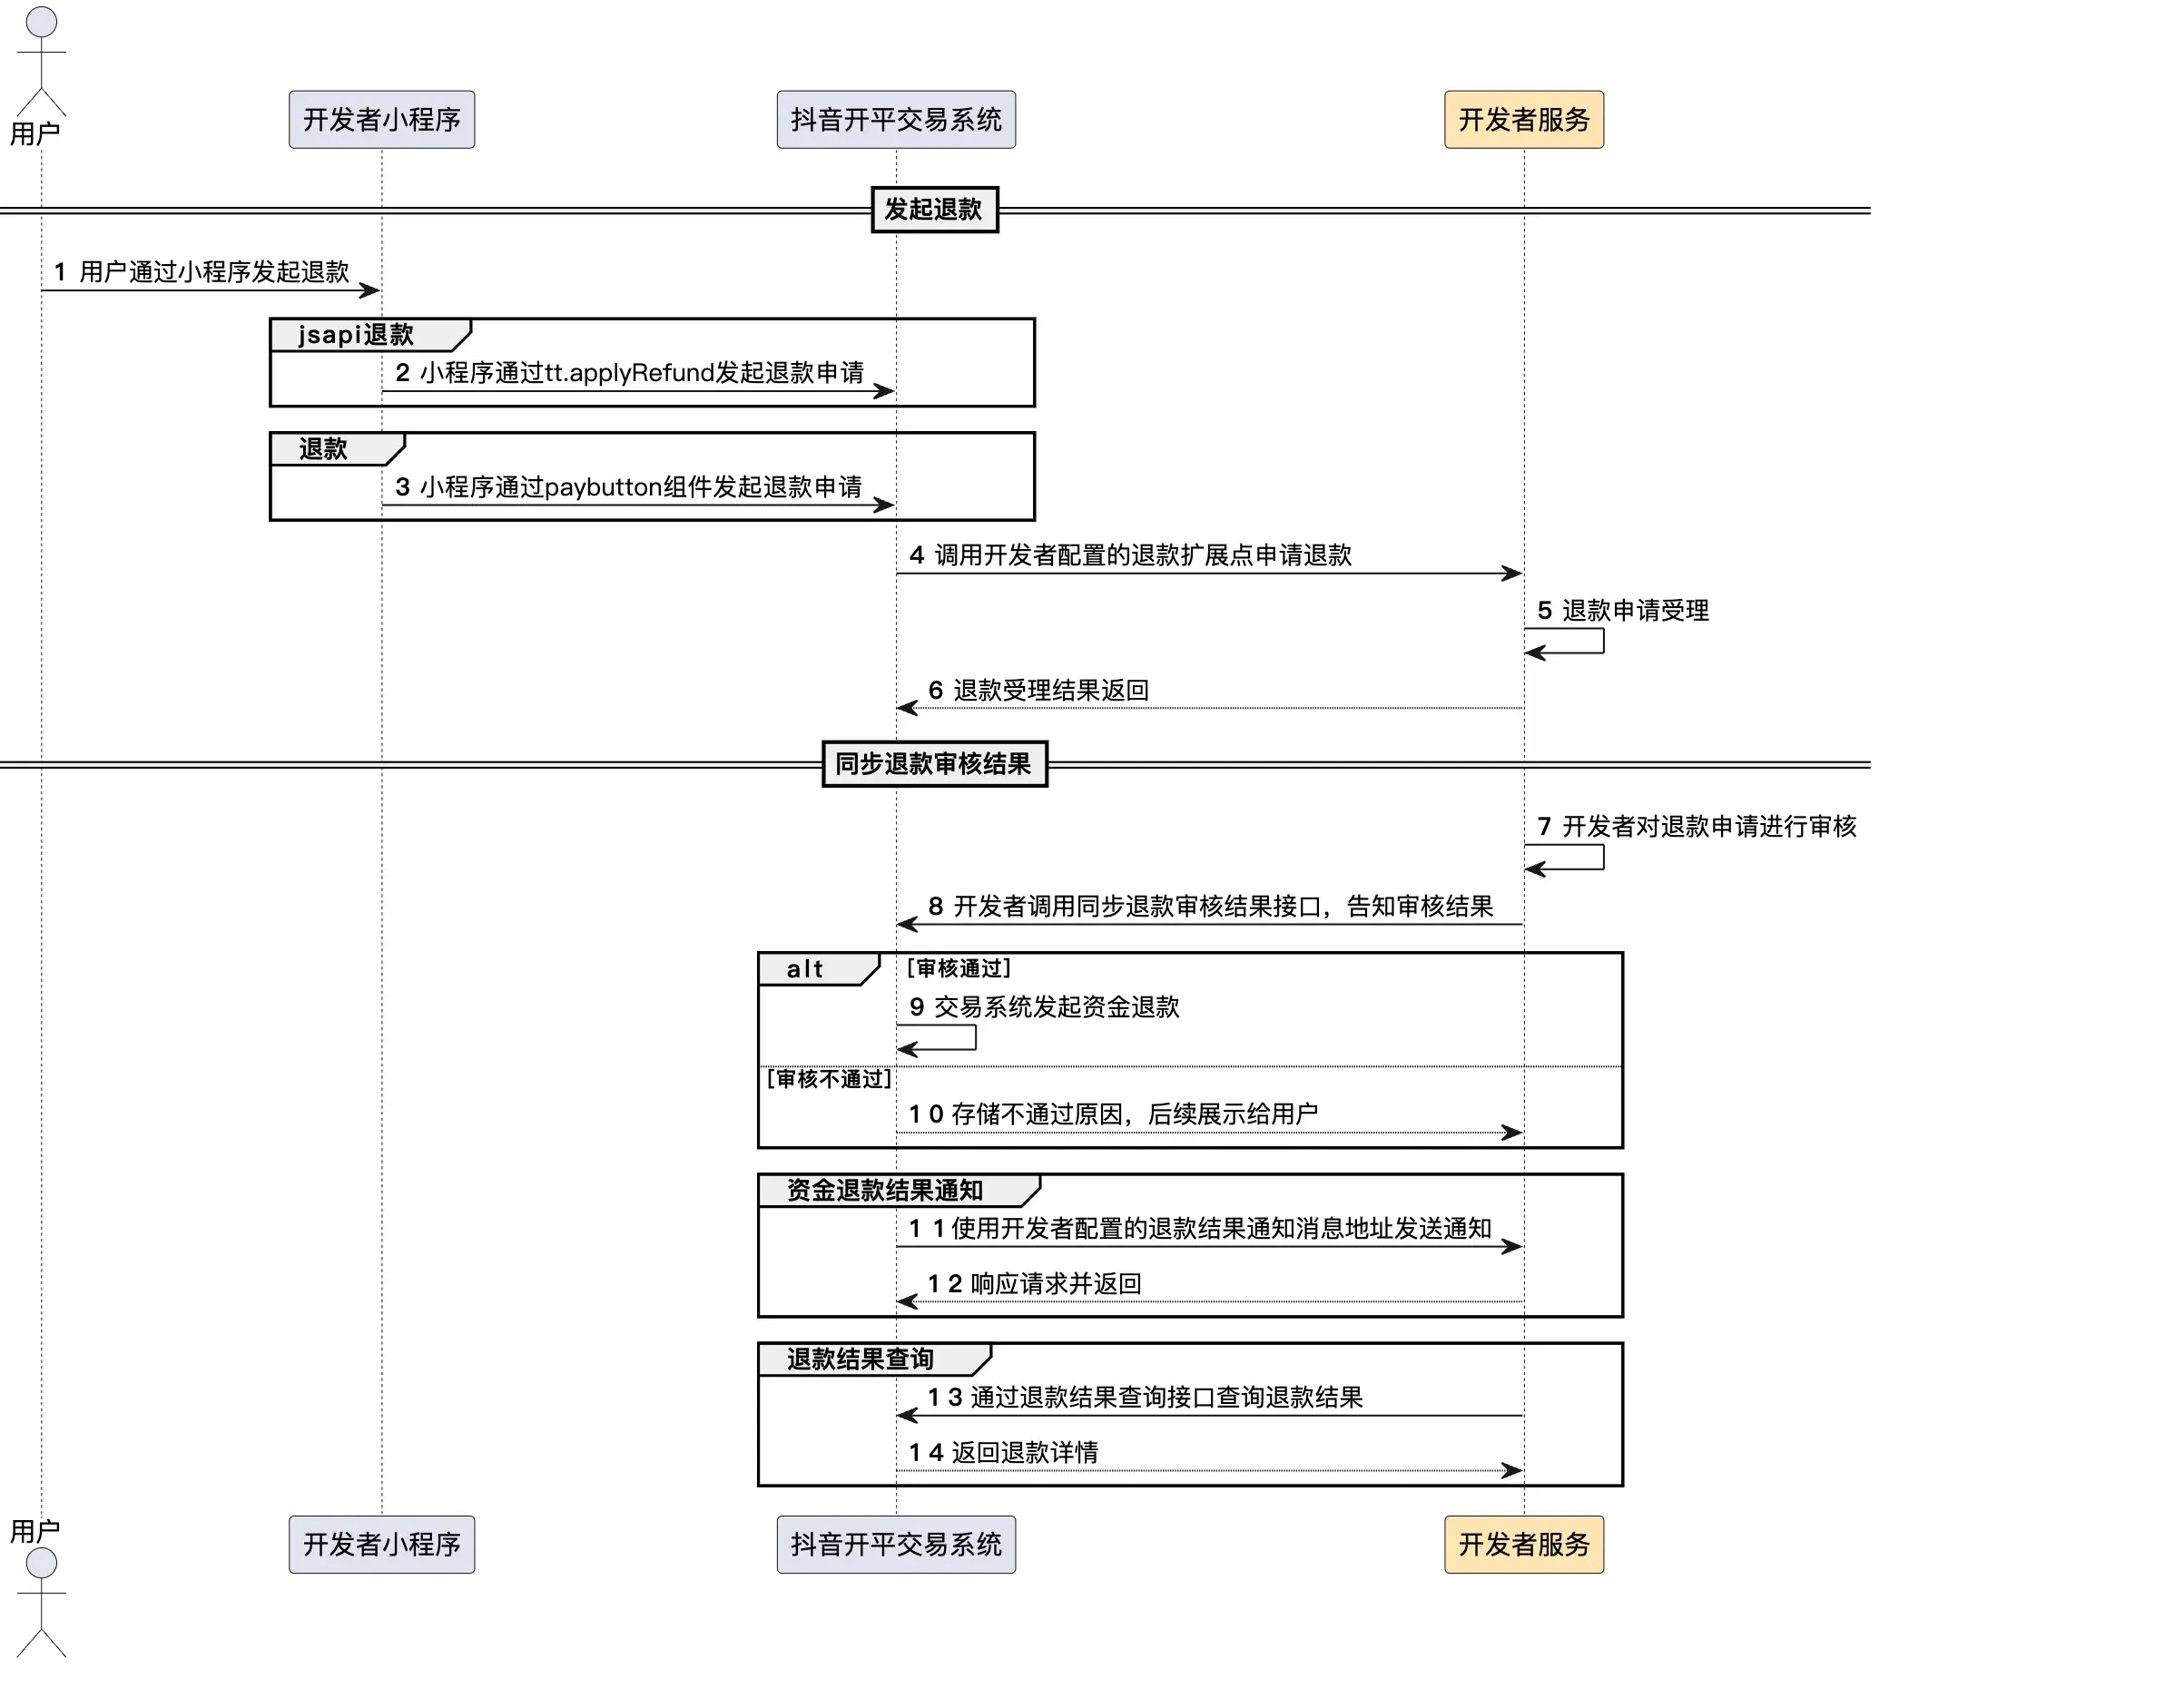 用户
开发者小程序
抖音开平交易系统
开发者服务
发起退款
1 用户通过小程序发起退款
jsapi退款
2 小程序通过tt.applyRefund发起退款申请
退款
3 小程序通过paybutton组件发起退款申请
4 调用开发者配置的退款扩展点申请退款
5 退款申请受理
6 退款受理结果返回
同步退款审核结果
7 开发者对退款申请进行审核
8 开发者调用同步退款审核结果接口，告知审核结果
alt [审核通过]
9 交易系统发起资金退款
[审核不通过]
10 存储不通过原因，后续展示给用户
资金退款结果通知
11 使用开发者配置的退款结果通知消息地址发送通知
12 响应请求并返回
退款结果查询
13 通过退款结果查询接口查询退款结果
14 返回退款详情
用户
开发者小程序
抖音开平交易系统
开发者服务